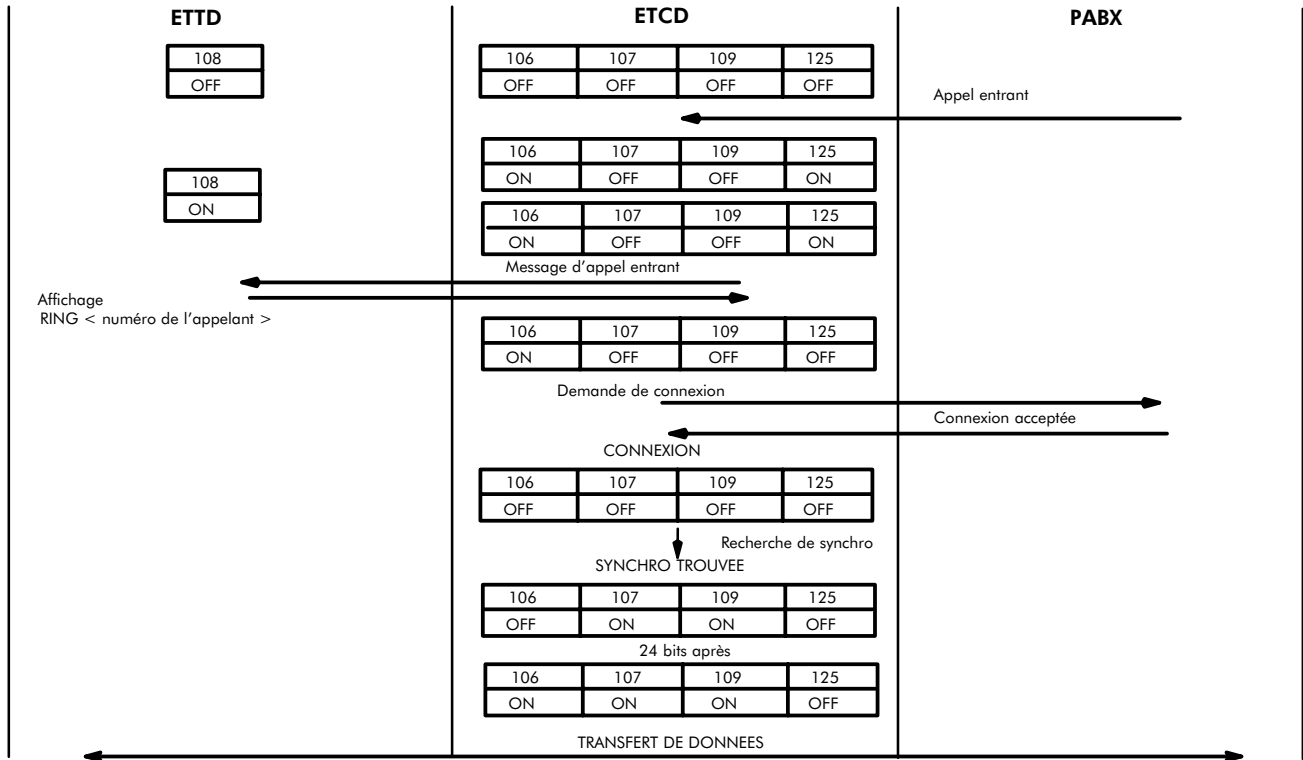 ETTD ETCD PABX
108
OFF
106 107 109 125
OFF OFF OFF OFF
Appel entrant
106 107 109 125
ON OFF OFF ON
108
ON
106 107 109 125
ON OFF OFF ON
Message d'appel entrant
Affichage
RING < numéro de l'appelant >
106 107 109 125
ON OFF OFF OFF
Demande de connexion
Connexion acceptée
CONNEXION
106 107 109 125
OFF OFF OFF OFF
Recherche de synchro
SYNCHRO TROUVEE
106 107 109 125
OFF ON ON OFF
24 bits après
106 107 109 125
ON ON ON OFF
TRANSFERT DE DONNEES